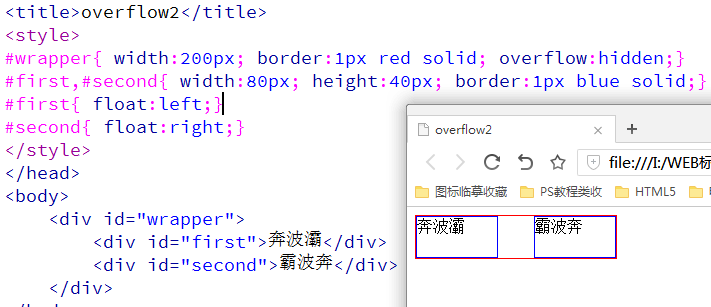 <title>overflow2</title>
<style>
#wrapper{ width:200px; border:1px red solid; overflow:hidden;}
#first,#second{ width:80px; height:40px; border:1px blue solid;}
#first{ float:left;}
#second{ float:right;}
</style>
</head>
<body>
<div id="wrapper">
<div id="first">奔波灞</div>
<div id="second">霸波奔</div>
</div>
overflow2
file:///I:/WEB标
图标临摹收藏 PS教程类收 HTML5
奔波灞 霸波奔